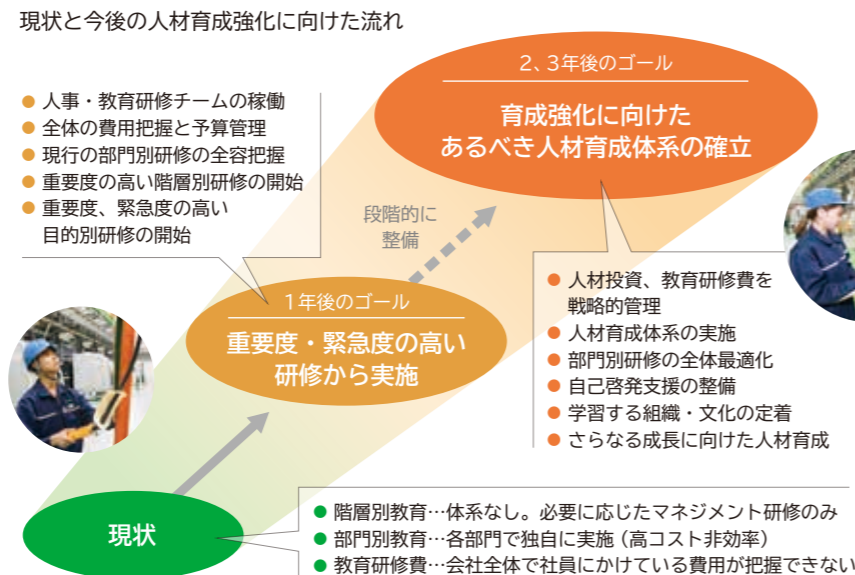 現状と今後の人材育成強化に向けた流れ
2、3年後のゴール
育成強化に向けた
あるべき人材育成体系の確立
● 人事・教育研修チームの稼働
● 全体の費用把握と予算管理
● 現行の部門別研修の全容把握
● 重要度の高い階層別研修の開始
● 重要度、緊急度の高い
目的別研修の開始
段階的に
整備
1年後のゴール
重要度・緊急度の高い
研修から実施
● 人材投資、教育研修費を
戦略的管理
● 人材育成体系の実施
● 部門別研修の全体最適化
● 自己啓発支援の整備
● 学習する組織・文化の定着
● さらなる成長に向けた人材育成
現状
● 階層別教育…体系なし。必要に応じたマネジメント研修のみ
● 部門別教育…各部門で独自に実施（高コスト非効率）
● 教育研修費…会社全体で社員にかけている費用が把握できない